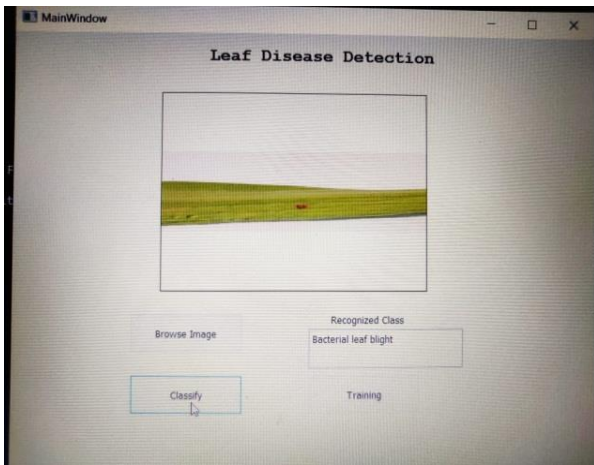 MainWindow
Leaf Disease Detection
Browse Image
Recognized Class
Bacterial leaf blight
Classify
Training